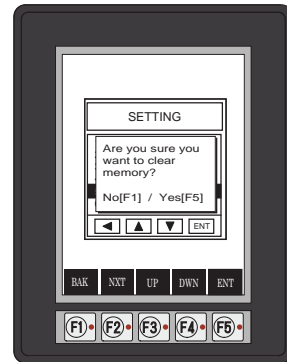 SETTING
Are you sure you
want to clear
memory?
No[F1] / Yes[F5]
ENT
BAK NXT UP DWN ENT
F1 F2 F3 F4 F5